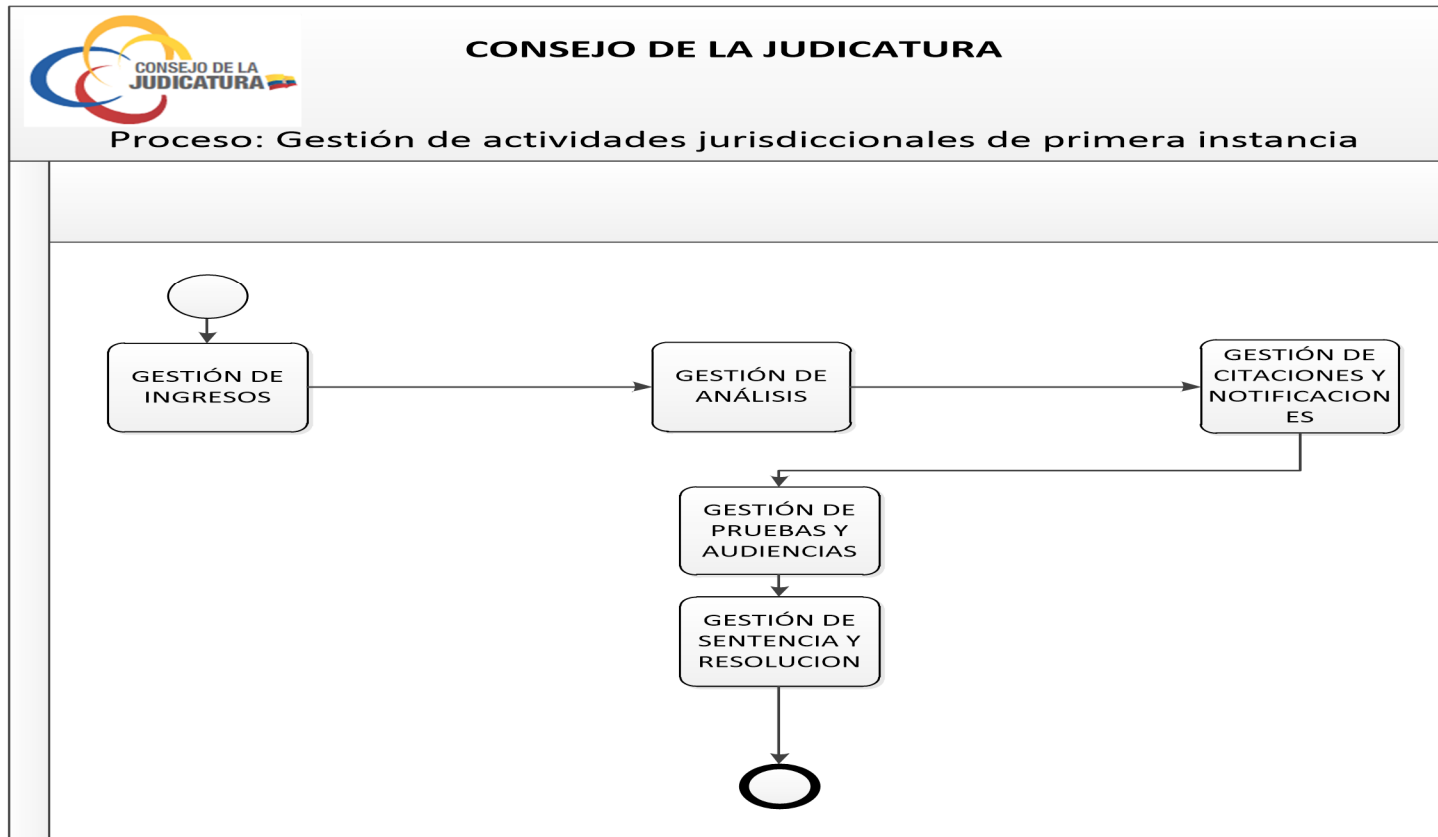 CONSEJO DE LA
JUDICATURA
CONSEJO DE LA JUDICATURA
Proceso: Gestión de actividades jurisdiccionales de primera instancia
GESTIÓN DE
INGRESOS
GESTIÓN DE
ANÁLISIS
GESTIÓN DE
CITACIONES Y
NOTIFICACION
ES
GESTIÓN DE
PRUEBAS Y
AUDIENCIAS
GESTIÓN DE
SENTENCIA Y
RESOLUCION